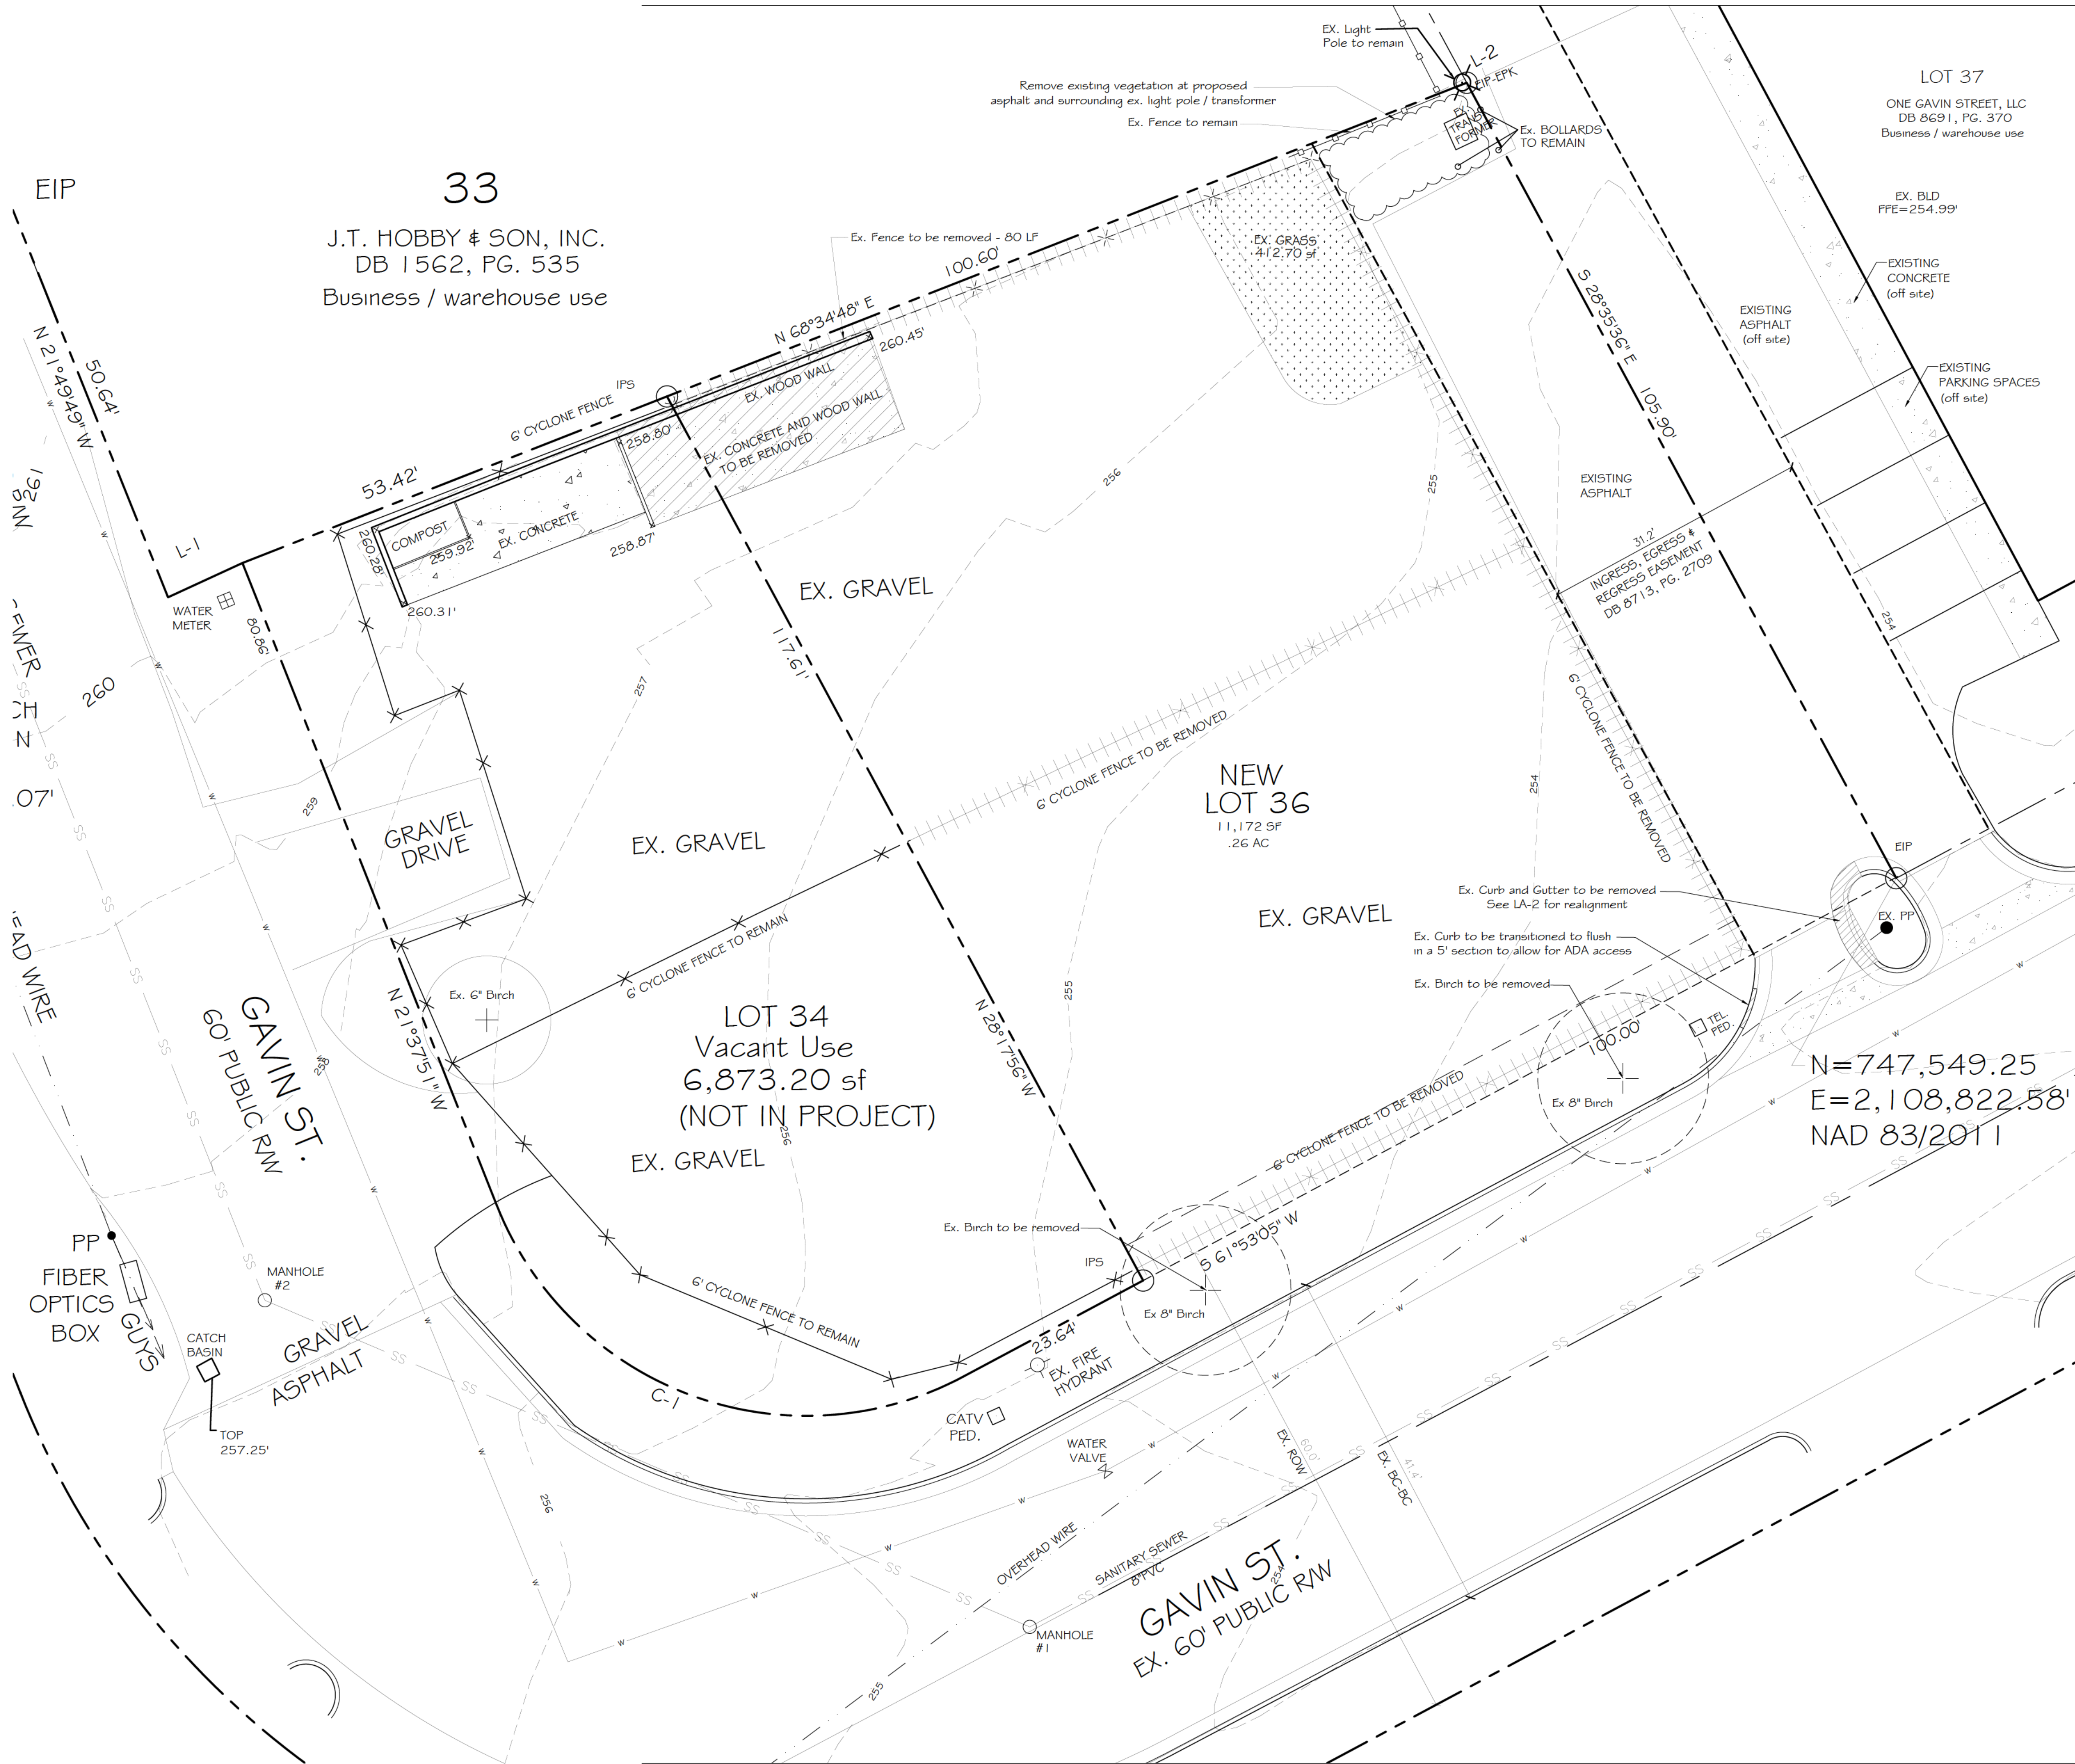 EX. Light
Pole to remain
L-2
EIP-EPK
Remove existing vegetation at proposed
asphalt and surrounding ex. light pole / transformer
Ex. Fence to remain
EX.
TRANS-
FORMER
Ex. BOLLARDS
TO REMAIN
LOT 37
ONE GAVIN STREET, LLC
DB 8691, PG. 370
Business / warehouse use
EX. BLD
FFE=254.99'
EIP
33
J.T. HOBBY & SON, INC.
DB 1562, PG. 535
Business / warehouse use
Ex. Fence to be removed - 80 LF
100.60'
N 68°34'48" E
EX. GRASS
412.70 sf
S 28°35'36" E
105.90'
EXISTING
CONCRETE
(off site)
EXISTING
ASPHALT
(off site)
EXISTING
PARKING SPACES
(off site)
N 21°49'49" W
50.64'
260.45'
EX. WOOD WALL
IPS
6' CYCLONE FENCE
258.80'
EX. CONCRETE AND WOOD WALL
TO BE REMOVED
53.42'
COMPOST
EX. CONCRETE
260.28'
259.92'
258.87'
260.31'
256
255
EXISTING
ASPHALT
31.2'
INGRESS, EGRESS &
REGRESS EASEMENT
DB 8713, PG. 2709
254
L-1
WATER
METER
80.86'
EX. GRAVEL
117.61'
257
260
261
259
GRAVEL
DRIVE
EX. GRAVEL
6' CYCLONE FENCE TO BE REMOVED
6' CYCLONE FENCE TO BE REMOVED
NEW
LOT 36
11,172 SF
.26 AC
254
EIP
.07'
Ex. Curb and Gutter to be removed
See LA-2 for realignment
EX. PP
EX. GRAVEL
Ex. Curb to be transitioned to flush
in a 5' section to allow for ADA access
Ex. Birch to be removed
6' CYCLONE FENCE TO REMAIN
Ex. 6" Birch
N 21°37'51" W
GAVIN ST.
60' PUBLIC R/W
258
LOT 34
Vacant Use
6,873.20 sf
(NOT IN PROJECT)
EX. GRAVEL
256
255
N 28°17'56" W
TEL.
PED.
100.00'
Ex 8" Birch
6' CYCLONE FENCE TO BE REMOVED
N=747,549.25
E=2,108,822.58'
NAD 83/2011
Ex. Birch to be removed
S 61°53'05" W
IPS
Ex 8" Birch
PP
FIBER
OPTICS
BOX
GUYS
MANHOLE
#2
CATCH
BASIN
GRAVEL
ASPHALT
TOP
257.25'
6' CYCLONE FENCE TO REMAIN
23.64'
EX. FIRE
HYDRANT
C-1
CATV
PED.
WATER
VALVE
EX. ROW
60.0'
EX. BC-BC
41.4'
256
OVERHEAD WIRE
SANITARY SEWER
8"PVC
GAVIN ST.
EX. 60' PUBLIC R/W
254
MANHOLE
#1
255